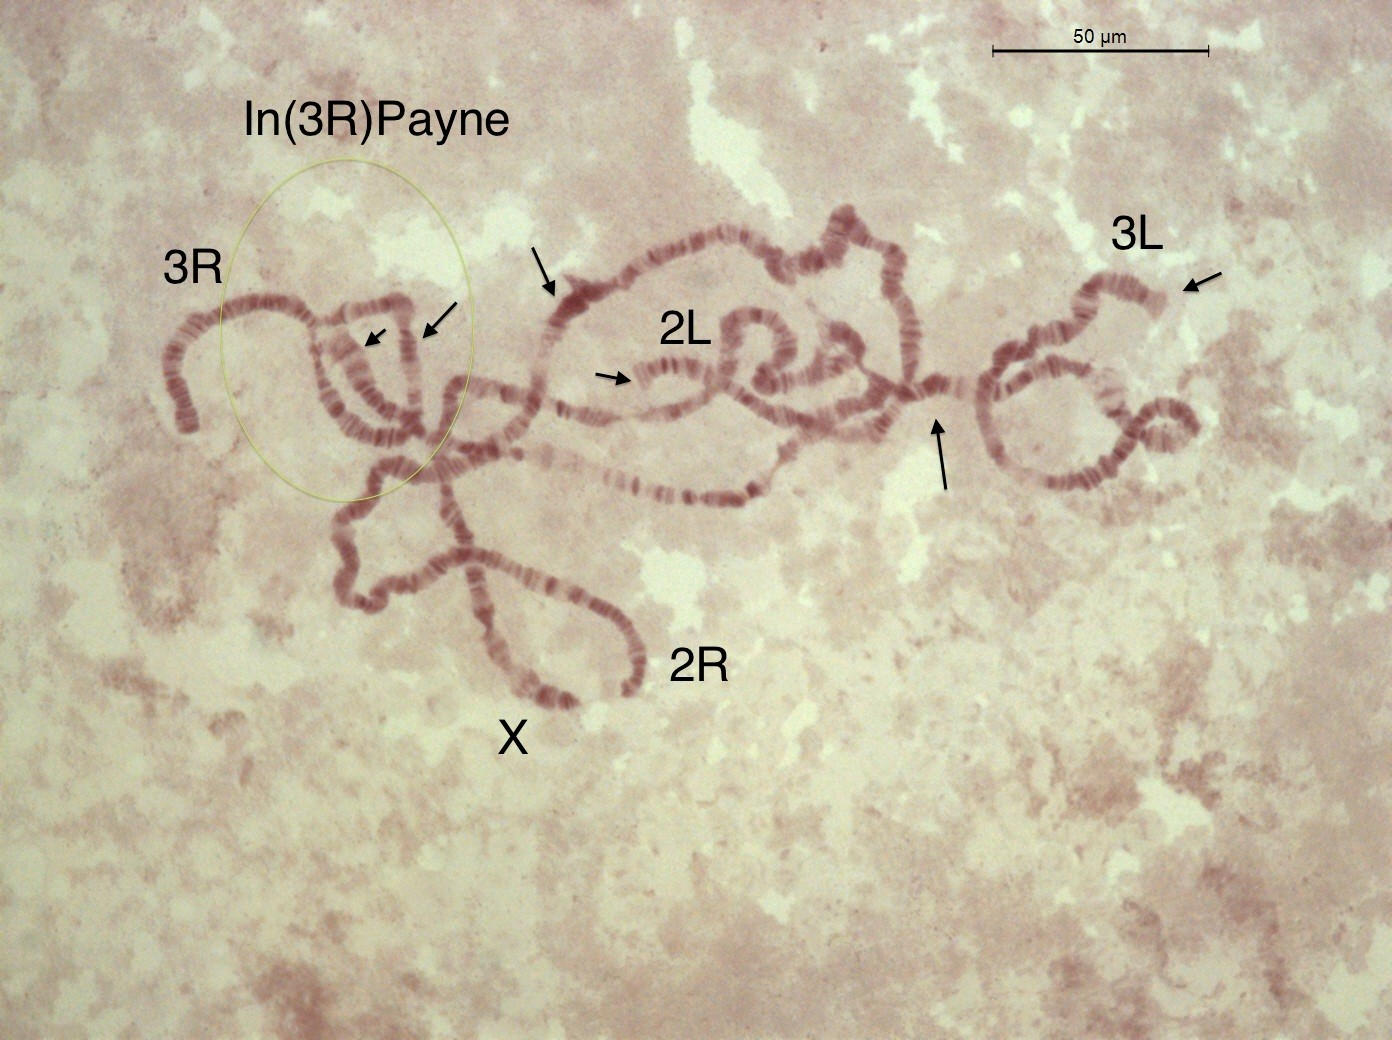 50 µm
In(3R)Payne
3R
3L
2L
2R
X